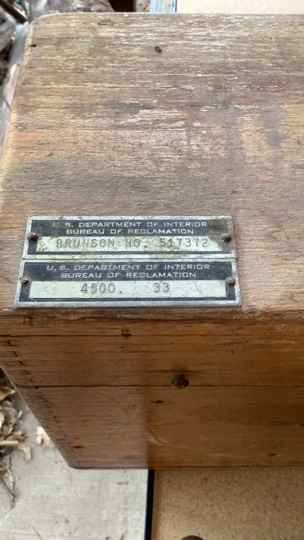 U. S. DEPARTMENT OF INTERIOR
BUREAU OF RECLAMATION
BRUNSON NO. 517372
U. S. DEPARTMENT OF INTERIOR
BUREAU OF RECLAMATION
4500. 33